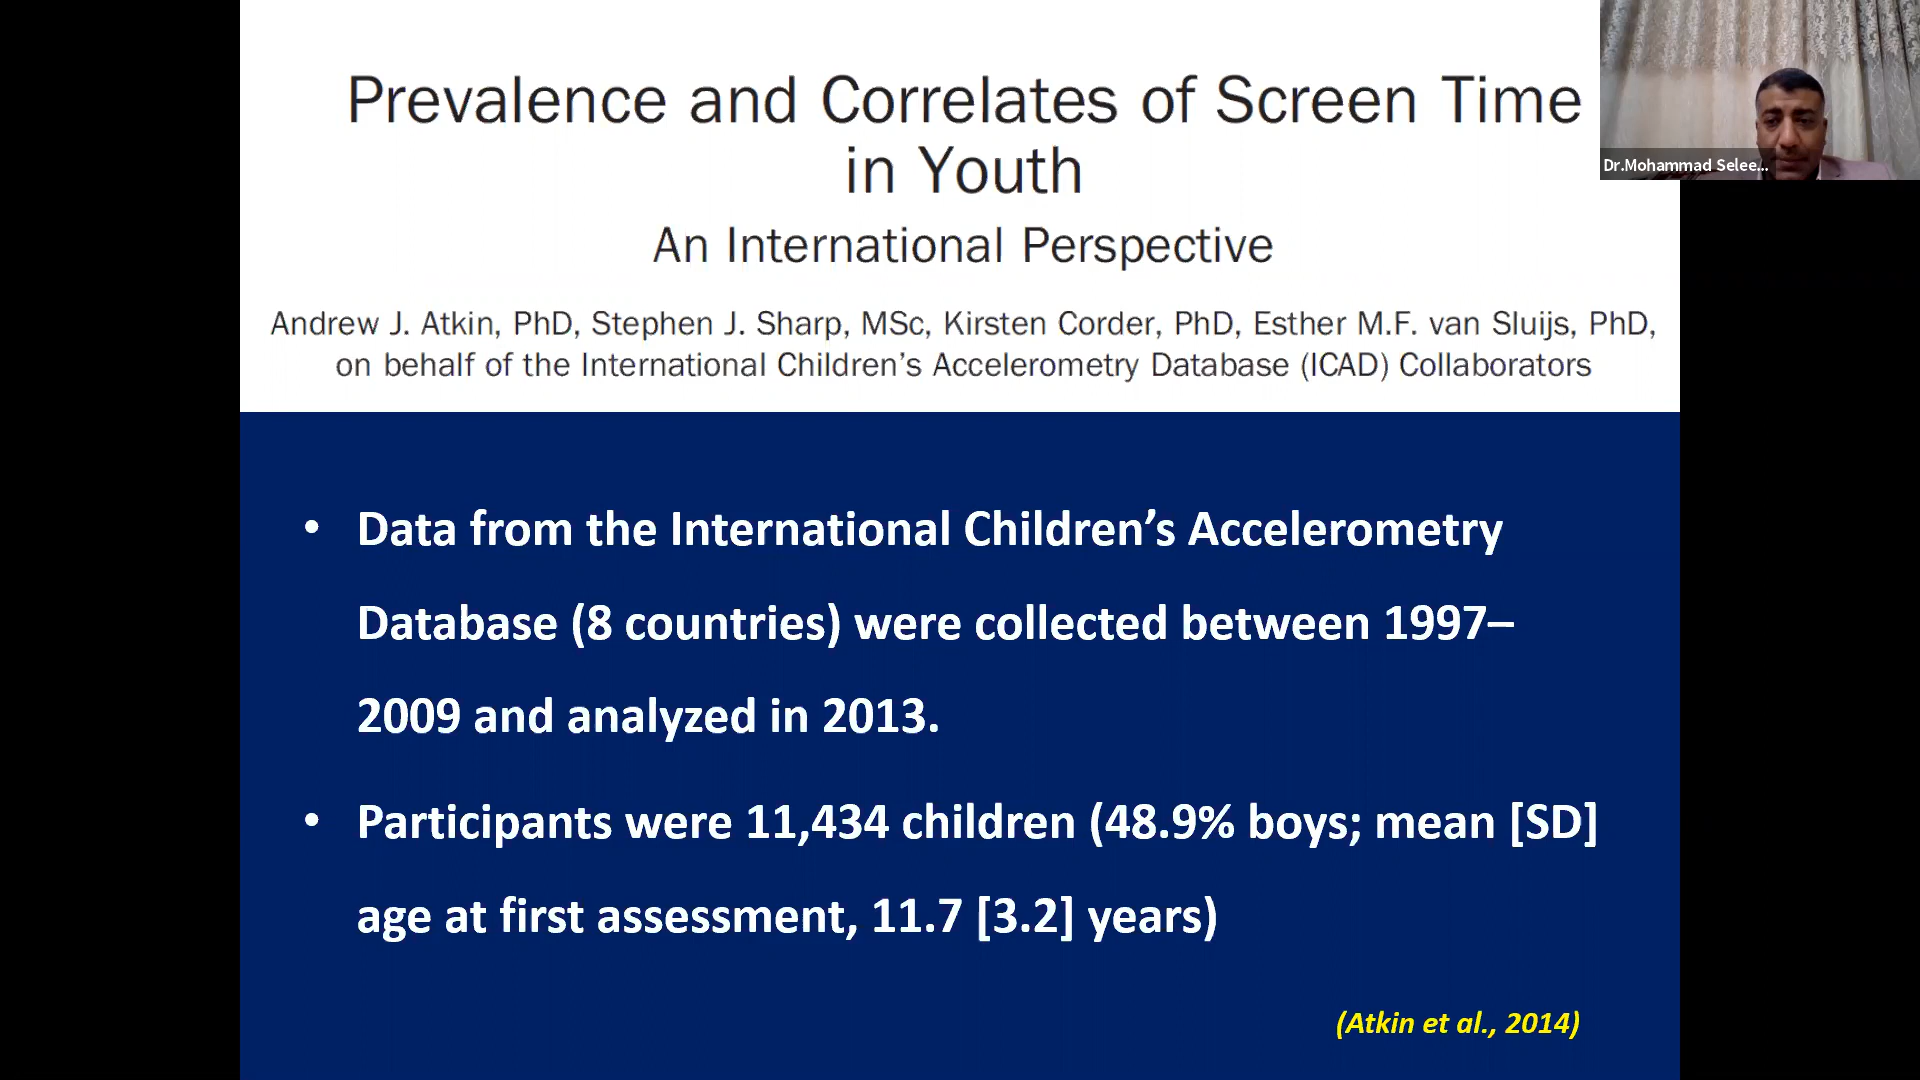 Prevalence and Correlates of Screen Time
in Youth
An International Perspective
Andrew J. Atkin, PhD, Stephen J. Sharp, MSc, Kirsten Corder, PhD, Esther M.F. van Sluijs, PhD,
on behalf of the International Children’s Accelerometry Database (ICAD) Collaborators
Dr.Mohammad Selee...
• Data from the International Children’s Accelerometry
Database (8 countries) were collected between 1997–
2009 and analyzed in 2013.
• Participants were 11,434 children (48.9% boys; mean [SD]
age at first assessment, 11.7 [3.2] years)
(Atkin et al., 2014)